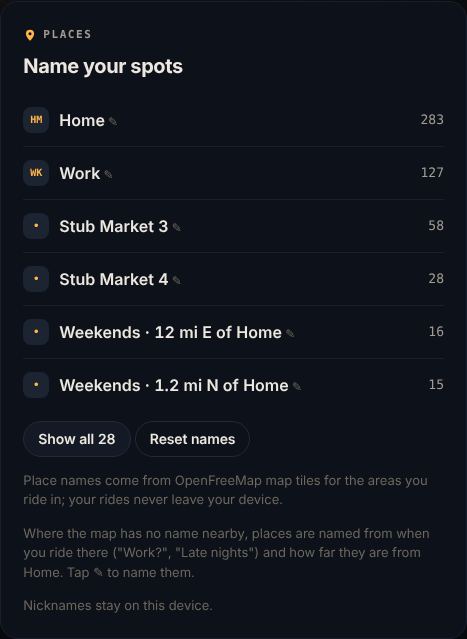 PLACES
Name your spots
HM Home ✎ 283
WK Work ✎ 127
• Stub Market 3 ✎ 58
• Stub Market 4 ✎ 28
• Weekends · 12 mi E of Home ✎ 16
• Weekends · 1.2 mi N of Home ✎ 15
Show all 28 Reset names
Place names come from OpenFreeMap map tiles for the areas you
ride in; your rides never leave your device.
Where the map has no name nearby, places are named from when
you ride there ("Work?", "Late nights") and how far they are from
Home. Tap ✎ to name them.
Nicknames stay on this device.